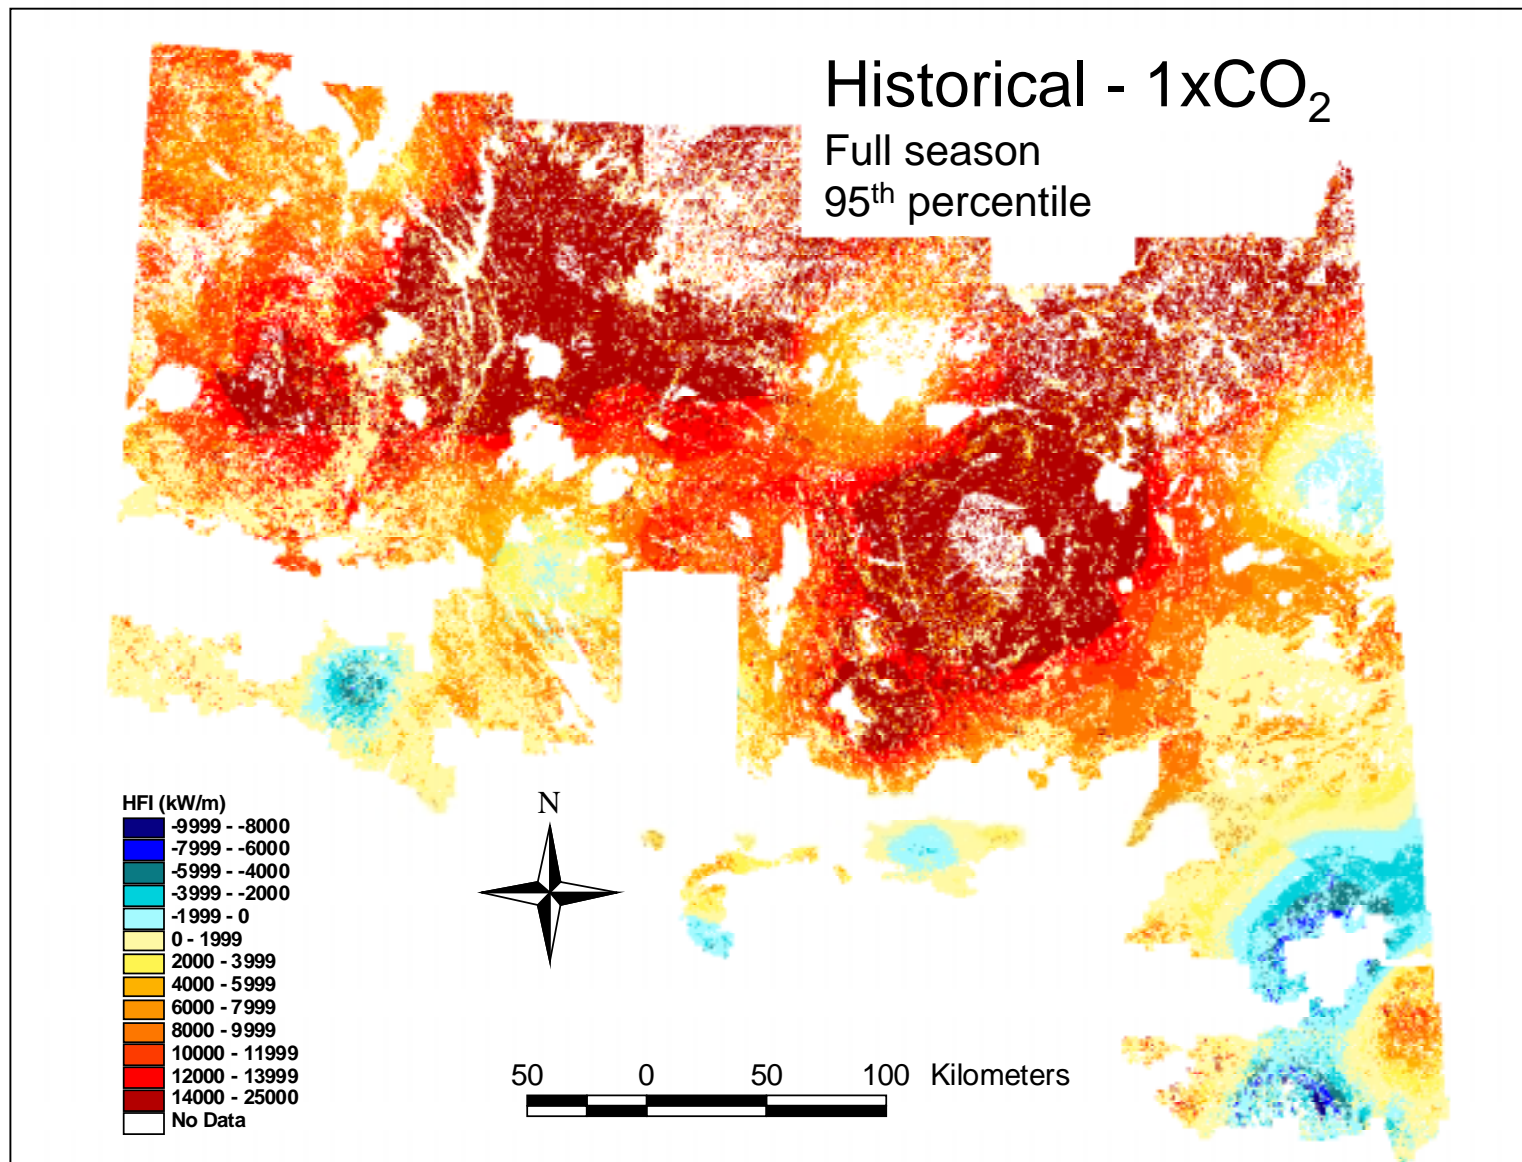 Historical - 1xCO₂
Full season
95ᵗʰ percentile
HFI (kW/m)
-9999 - -8000
-7999 - -6000
-5999 - -4000
-3999 - -2000
-1999 - 0
0 - 1999
2000 - 3999
4000 - 5999
6000 - 7999
8000 - 9999
10000 - 11999
12000 - 13999
14000 - 25000
No Data
N
50 0 50 100 Kilometers